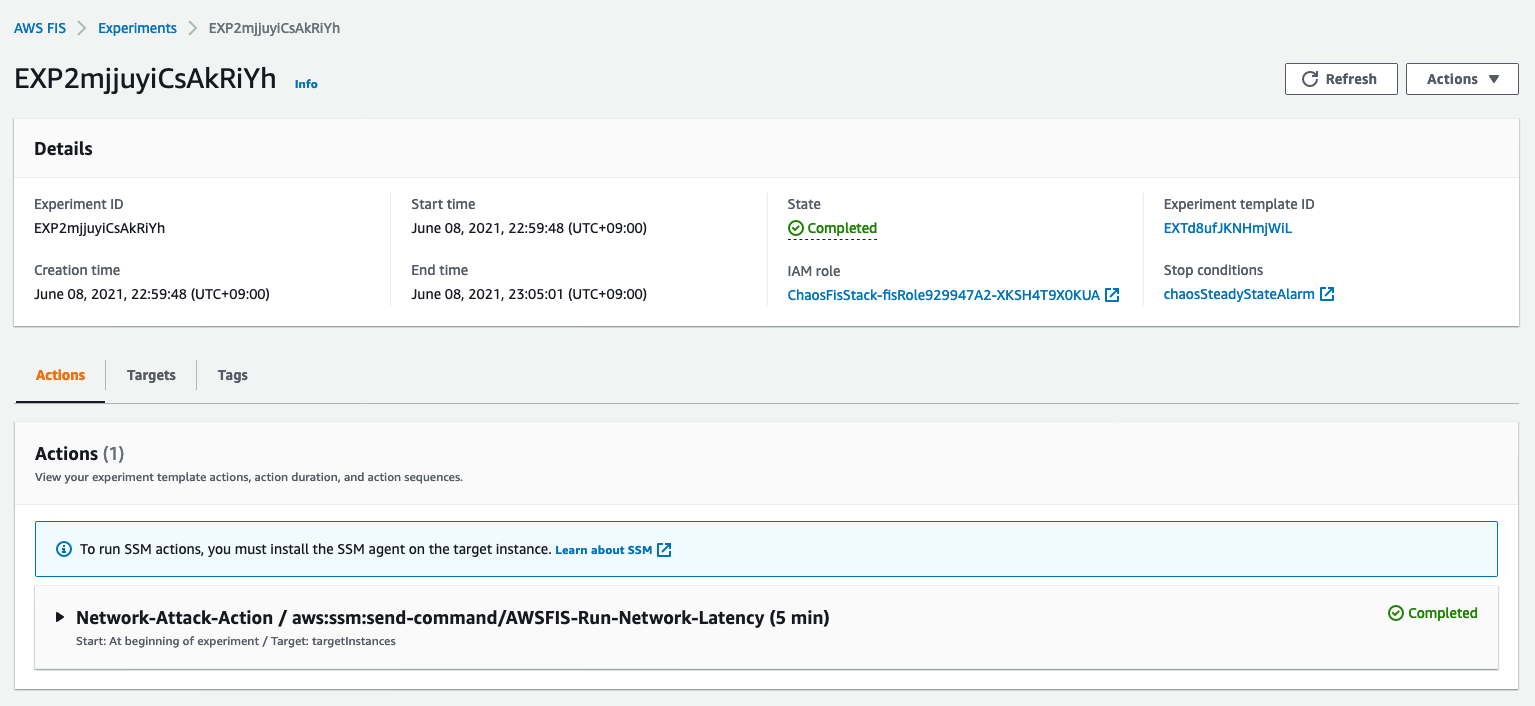 AWS FIS > Experiments > EXP2mjjuyiCsAkRiYh
EXP2mjjuyiCsAkRiYh Info
Refresh
Actions
Details
Experiment ID
EXP2mjjuyiCsAkRiYh
Creation time
June 08, 2021, 22:59:48 (UTC+09:00)
Start time
June 08, 2021, 22:59:48 (UTC+09:00)
End time
June 08, 2021, 23:05:01 (UTC+09:00)
State
Completed
IAM role
ChaosFisStack-fisRole929947A2-XKSH4T9X0KUA
Experiment template ID
EXTd8ufJKNHmjWiL
Stop conditions
chaosSteadyStateAlarm
Actions
Targets
Tags
Actions (1)
View your experiment template actions, action duration, and action sequences.
To run SSM actions, you must install the SSM agent on the target instance. Learn about SSM
Network-Attack-Action / aws:ssm:send-command/AWSFIS-Run-Network-Latency (5 min)
Start: At beginning of experiment / Target: targetInstances
Completed